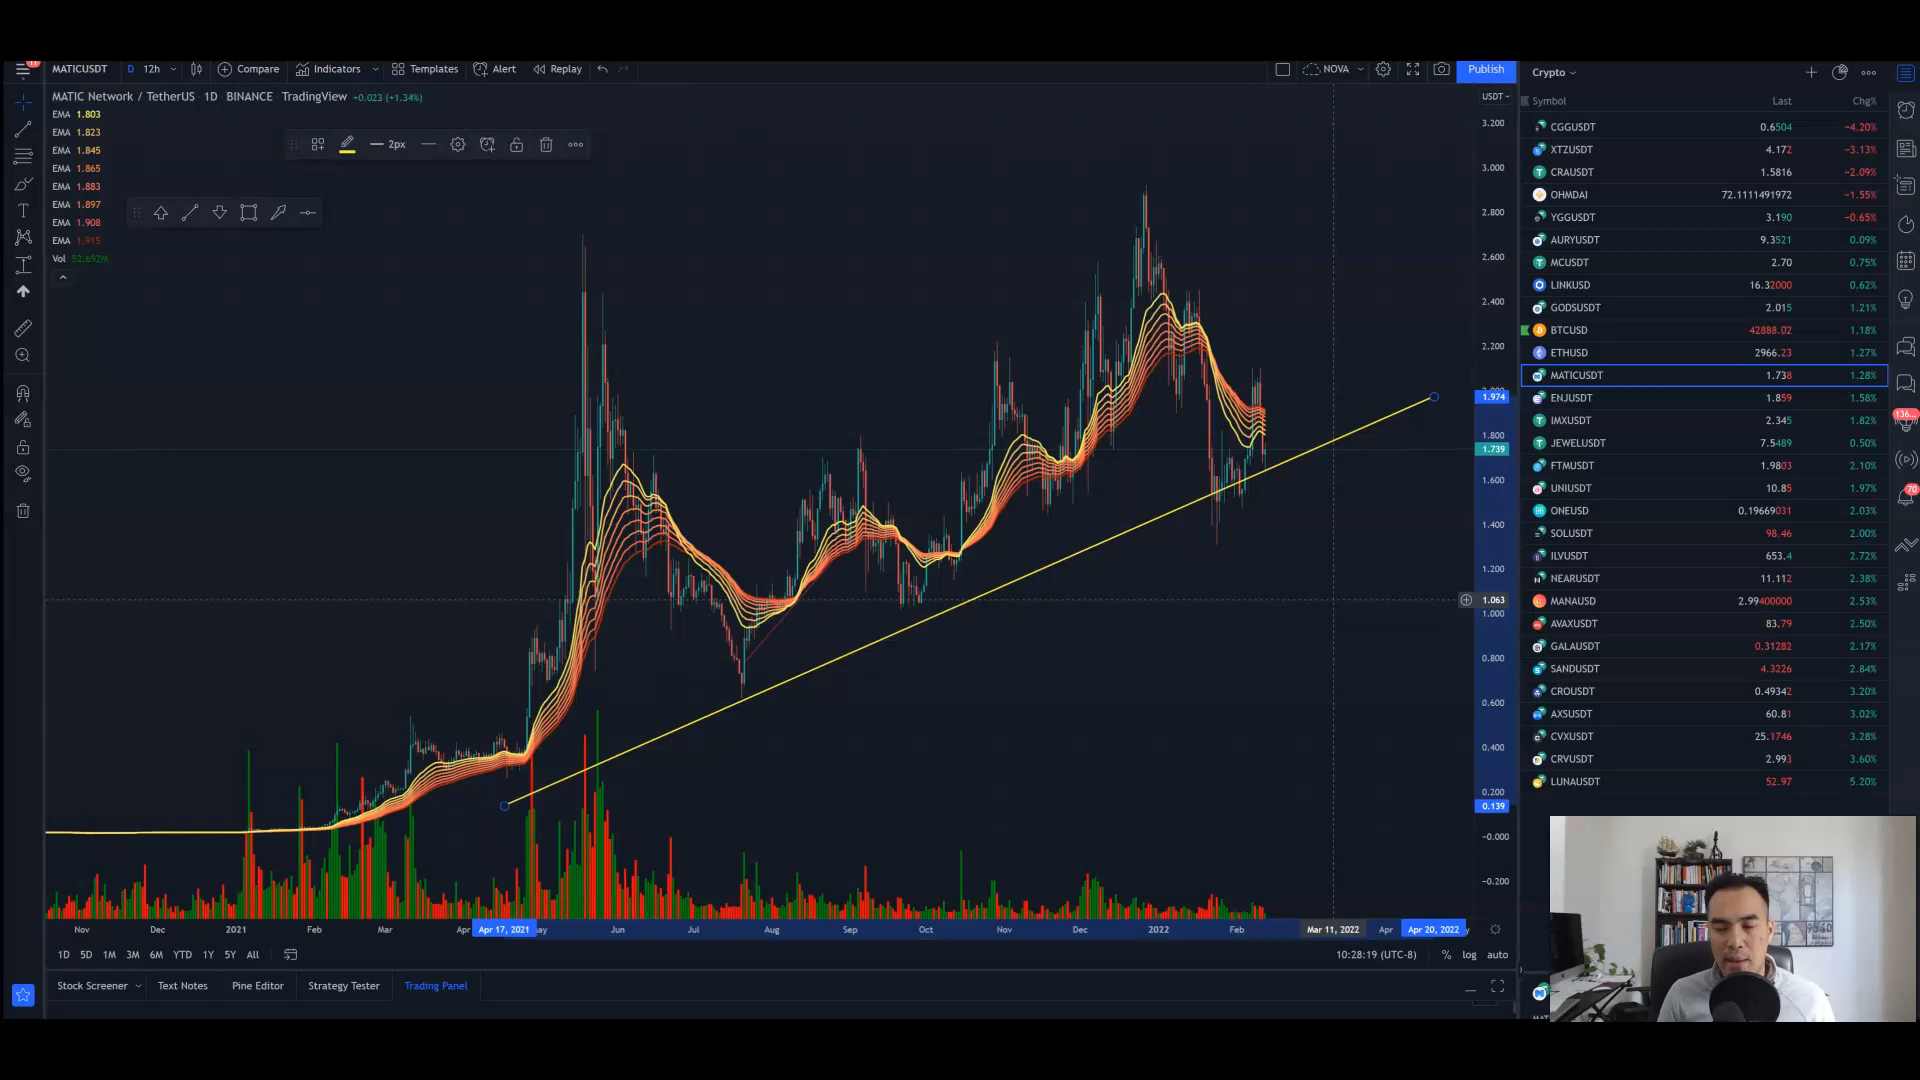 11
MATICUSDT D 12h Compare Indicators Templates Alert Replay NOVA Publish
MATIC Network / TetherUS 1D BINANCE TradingView +0.023 (+1.34%)
EMA 1.803
EMA 1.823
EMA 1.845
EMA 1.865
EMA 1.883
EMA 1.897
EMA 1.908
EMA 1.915
Vol 52.692M
2px
USDT
3.200
3.000
2.800
2.600
2.400
2.200
1.974
1.800
1.739
1.600
1.400
1.200
1.063
1.000
0.800
0.600
0.400
0.200
0.139
-0.000
-0.200
Nov Dec 2021 Feb Mar Apr Apr 17, 2021 Jun Jul Aug Sep Oct Nov Dec 2022 Feb Mar 11, 2022 Apr Apr 20, 2022
1D 5D 1M 3M 6M YTD 1Y 5Y All 10:28:19 (UTC-8) % log auto
Stock Screener Text Notes Pine Editor Strategy Tester Trading Panel
Crypto
Symbol Last Chg%
CGGUSDT 0.6504 −4.20%
XTZUSDT 4.172 −3.13%
CRAUSDT 1.5816 −2.09%
OHMDAI 72.1111491972 −1.55%
YGGUSDT 3.190 −0.65%
AURYUSDT 9.3521 0.09%
MCUSDT 2.70 0.75%
LINKUSD 16.32000 0.62%
GODSUSDT 2.015 1.21%
BTCUSD 42888.02 1.18%
ETHUSD 2966.23 1.27%
MATICUSDT 1.738 1.28%
ENJUSDT 1.859 1.58%
IMXUSDT 2.345 1.82%
JEWELUSDT 7.5489 0.50%
FTMUSDT 1.9803 2.10%
UNIUSDT 10.85 1.97%
ONEUSD 0.19669031 2.03%
SOLUSDT 98.46 2.00%
ILVUSDT 653.4 2.72%
NEARUSDT 11.112 2.38%
MANAUSD 2.99400000 2.53%
AVAXUSDT 83.79 2.50%
GALAUSDT 0.31282 2.17%
SANDUSDT 4.3226 2.84%
CROUSDT 0.49342 3.20%
AXSUSDT 60.81 3.02%
CVXUSDT 25.1746 3.28%
CRVUSDT 2.993 3.60%
LUNAUSDT 52.97 5.20%
136...
70